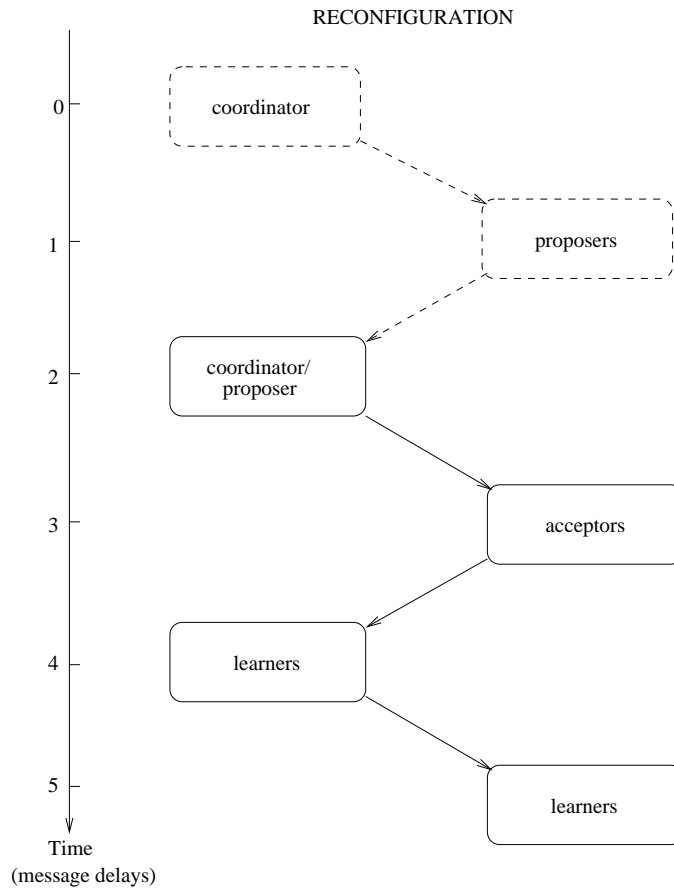 RECONFIGURATION
0
coordinator
1
proposers
2
coordinator/
proposer
3
acceptors
4
learners
5
learners
Time
(message delays)